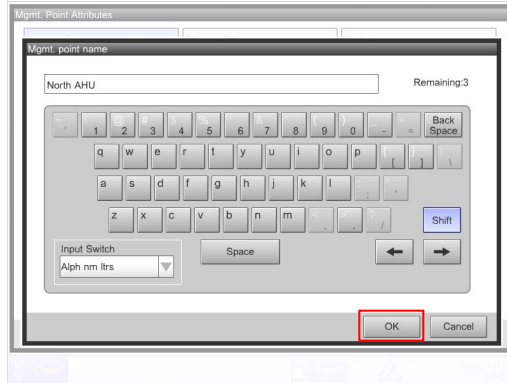 Mgmt. Point Attributes
Mgmt. point name
North AHU
Remaining:3
~ ! @ # $ % ^ & * ( ) _ +
` 1 2 3 4 5 6 7 8 9 0 - = Back Space
q w e r t y u i o p { [ } ] | \
a s d f g h j k l : ; " '
z x c v b n m < , > . ? / Shift
Input Switch
Alph nm ltrs
Space
← →
OK Cancel